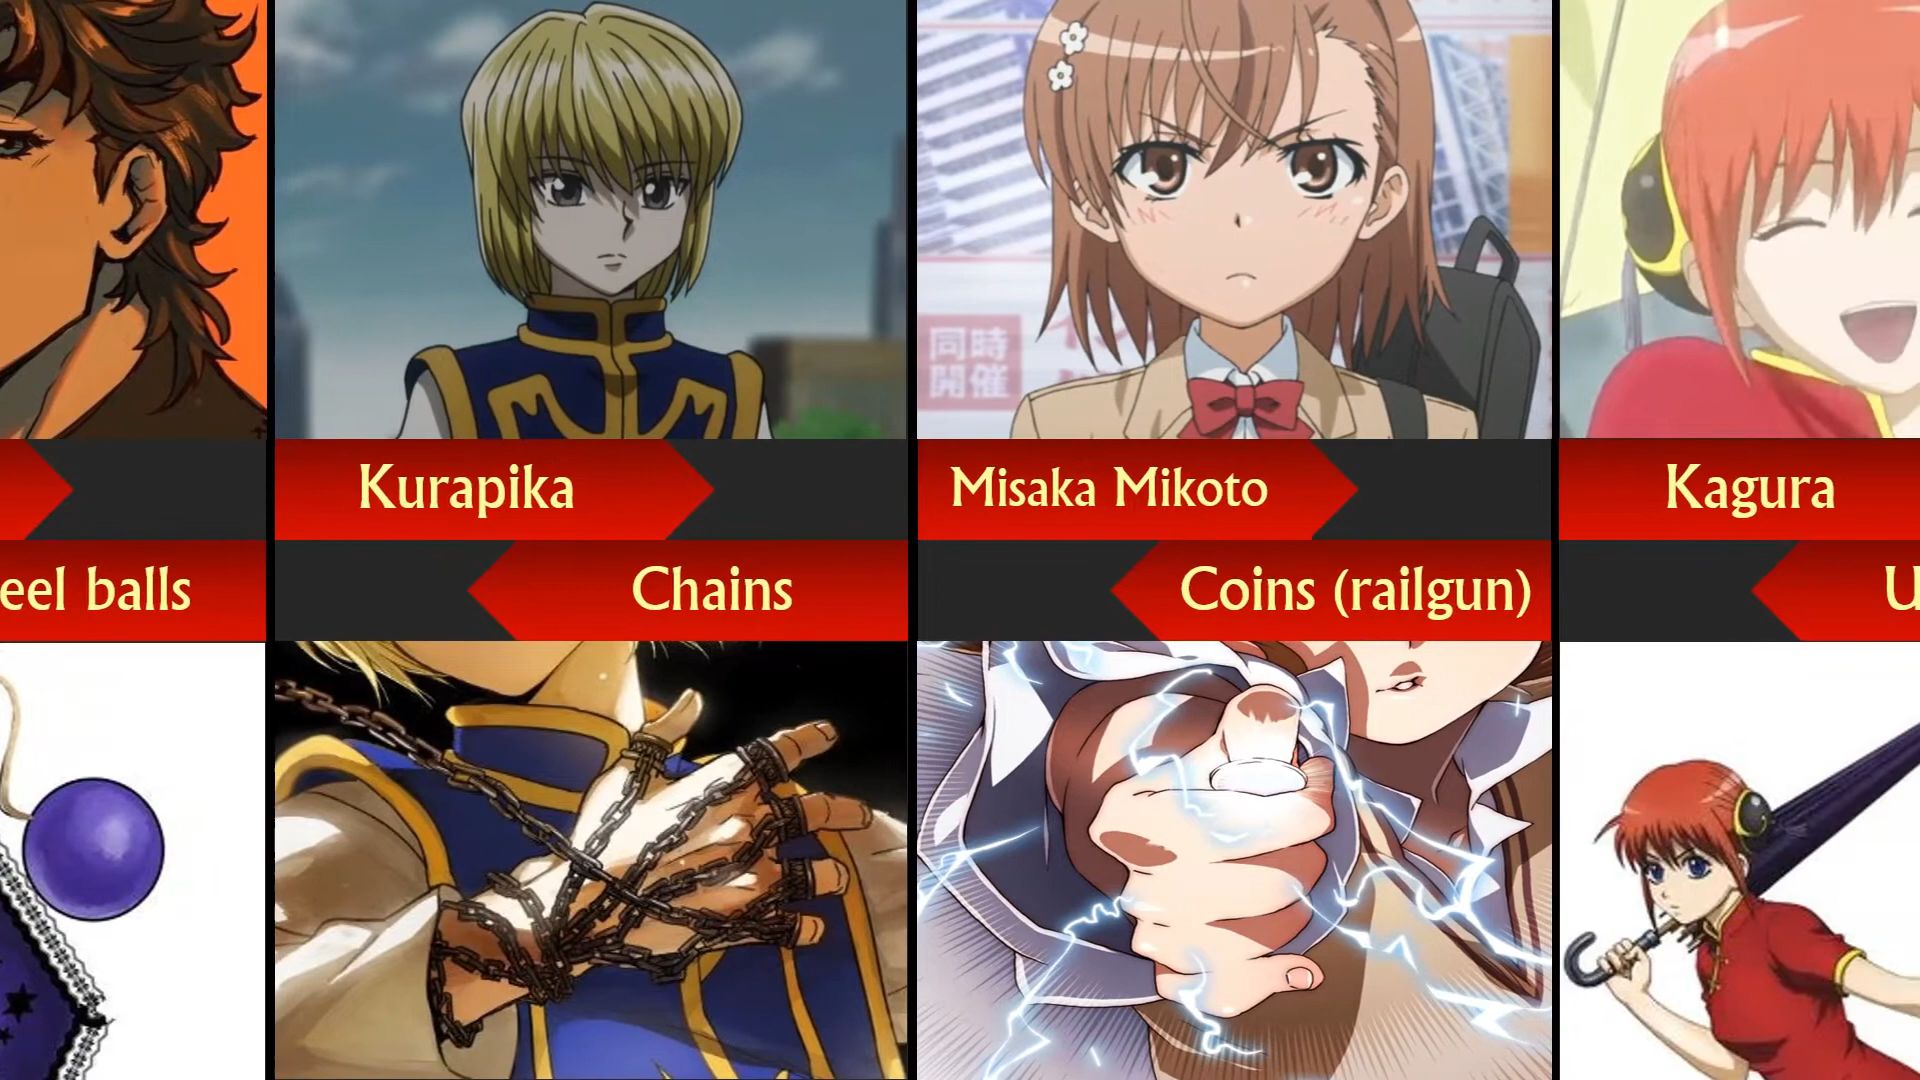 同時
開催
Kurapika
Misaka Mikoto
Kagura
eel balls
Chains
Coins (railgun)
U